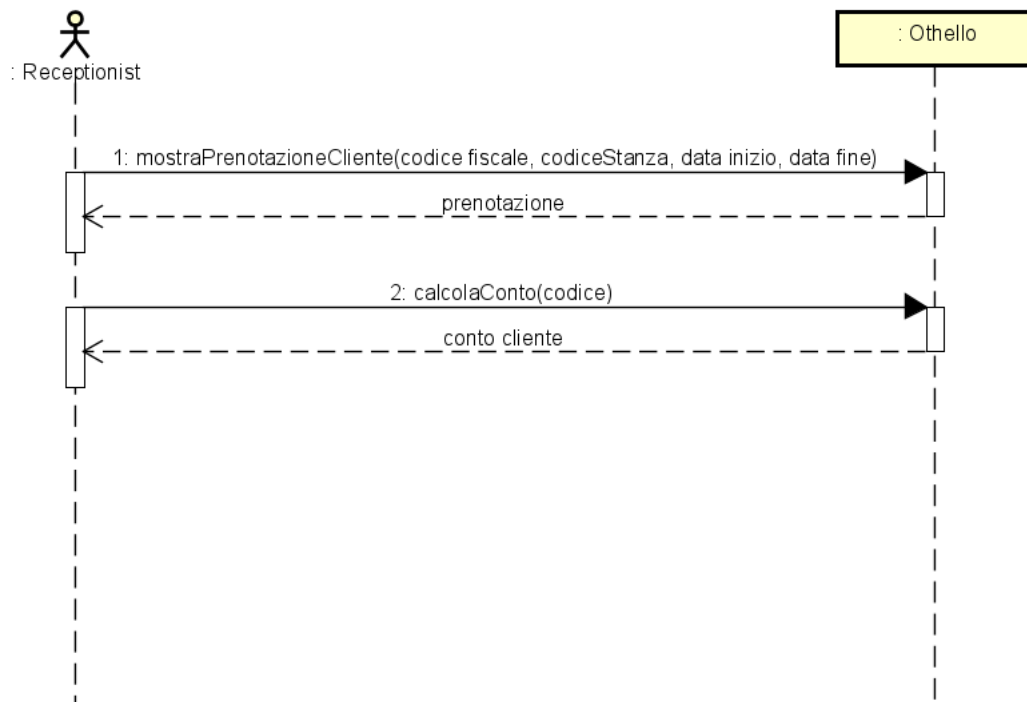 : Receptionist
: Othello
1: mostraPrenotazioneCliente(codice fiscale, codiceStanza, data inizio, data fine)
prenotazione
2: calcolaConto(codice)
conto cliente